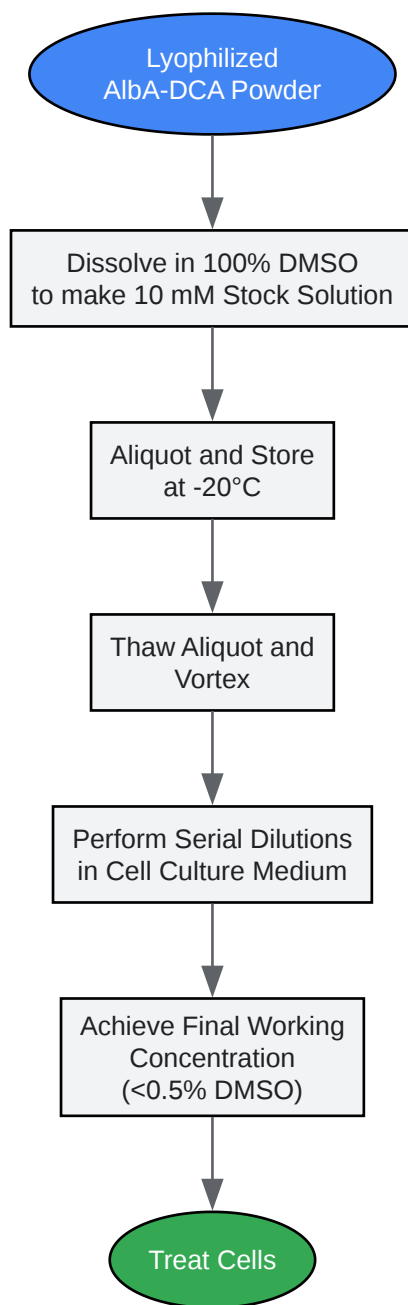 Lyophilized
AlbA-DCA Powder
Dissolve in 100% DMSO
to make 10 mM Stock Solution
Aliquot and Store
at -20°C
Thaw Aliquot and
Vortex
Perform Serial Dilutions
in Cell Culture Medium
Achieve Final Working
Concentration
(<0.5% DMSO)
Treat Cells